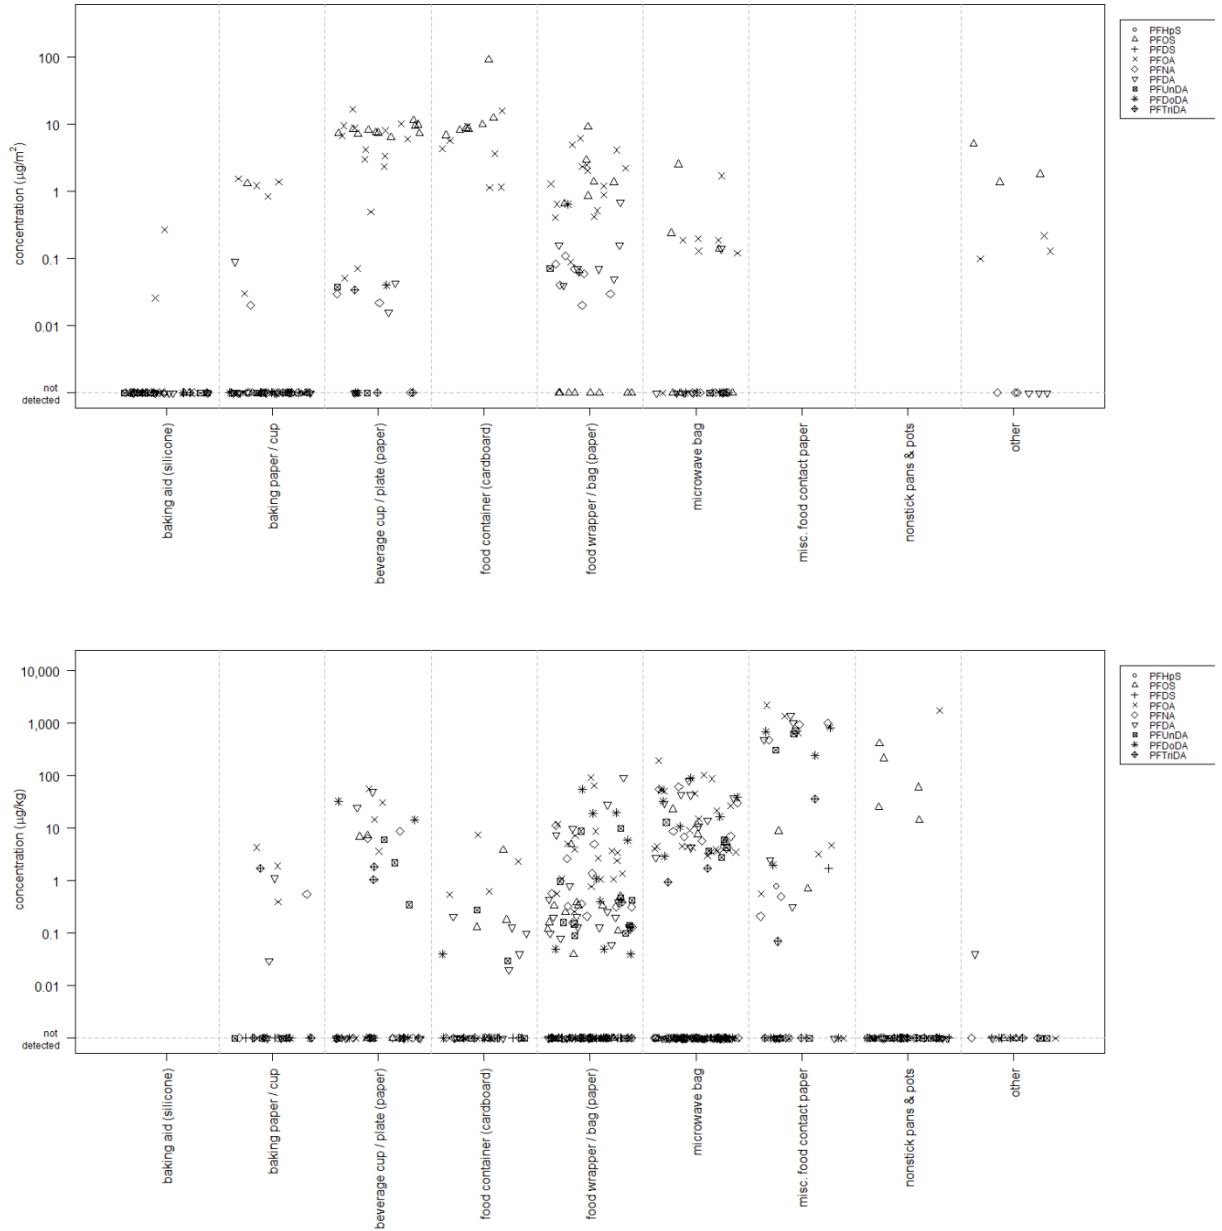 100
10
1
0.1
0.01
not
detected
concentration (µg/m²)
baking aid (silicone)
baking paper / cup
beverage cup / plate (paper)
food container (cardboard)
food wrapper / bag (paper)
microwave bag
misc. food contact paper
nonstick pans & pots
other
PFHpS
PFOS
PFDS
PFOA
PFNA
PFDA
PFUnDA
PFDoDA
PFTriDA
10,000
1,000
100
10
1
0.1
0.01
not
detected
concentration (µg/kg)
baking aid (silicone)
baking paper / cup
beverage cup / plate (paper)
food container (cardboard)
food wrapper / bag (paper)
microwave bag
misc. food contact paper
nonstick pans & pots
other
PFHpS
PFOS
PFDS
PFOA
PFNA
PFDA
PFUnDA
PFDoDA
PFTriDA